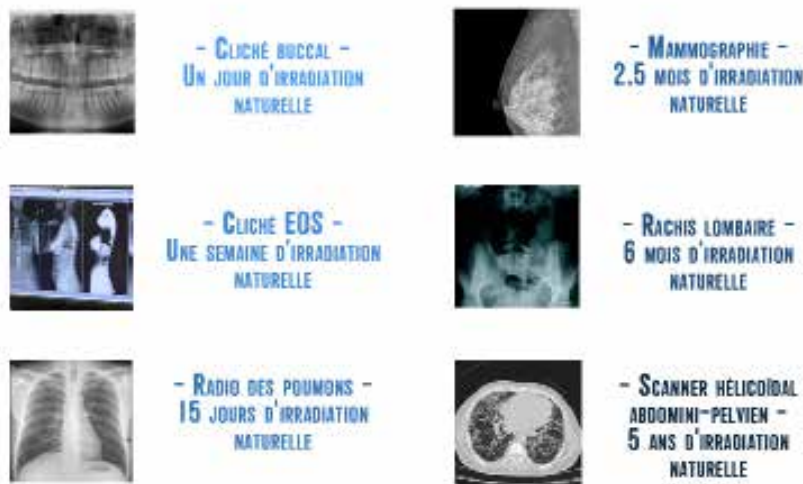 - Cliché buccal -
Un jour d'irradiation
naturelle
- Cliché EOS -
Une semaine d'irradiation
naturelle
- Radio des poumons -
15 jours d'irradiation
naturelle
- Mammographie -
2.5 mois d'irradiation
naturelle
- Rachis lombaire -
6 mois d'irradiation
naturelle
- Scanner hélicoïdal
abdomini-pelvien -
5 ans d'irradiation
naturelle